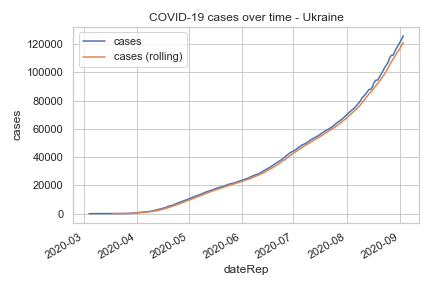 COVID-19 cases over time - Ukraine
cases
cases (rolling)
120000
100000
80000
60000
40000
20000
0
cases
2020-03
2020-04
2020-05
2020-06
2020-07
2020-08
2020-09
dateRep